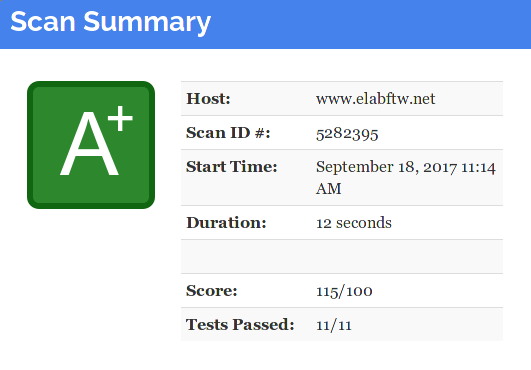 Scan Summary
A+
Host: www.elabftw.net
Scan ID #: 5282395
Start Time: September 18, 2017 11:14
AM
Duration: 12 seconds
Score: 115/100
Tests Passed: 11/11